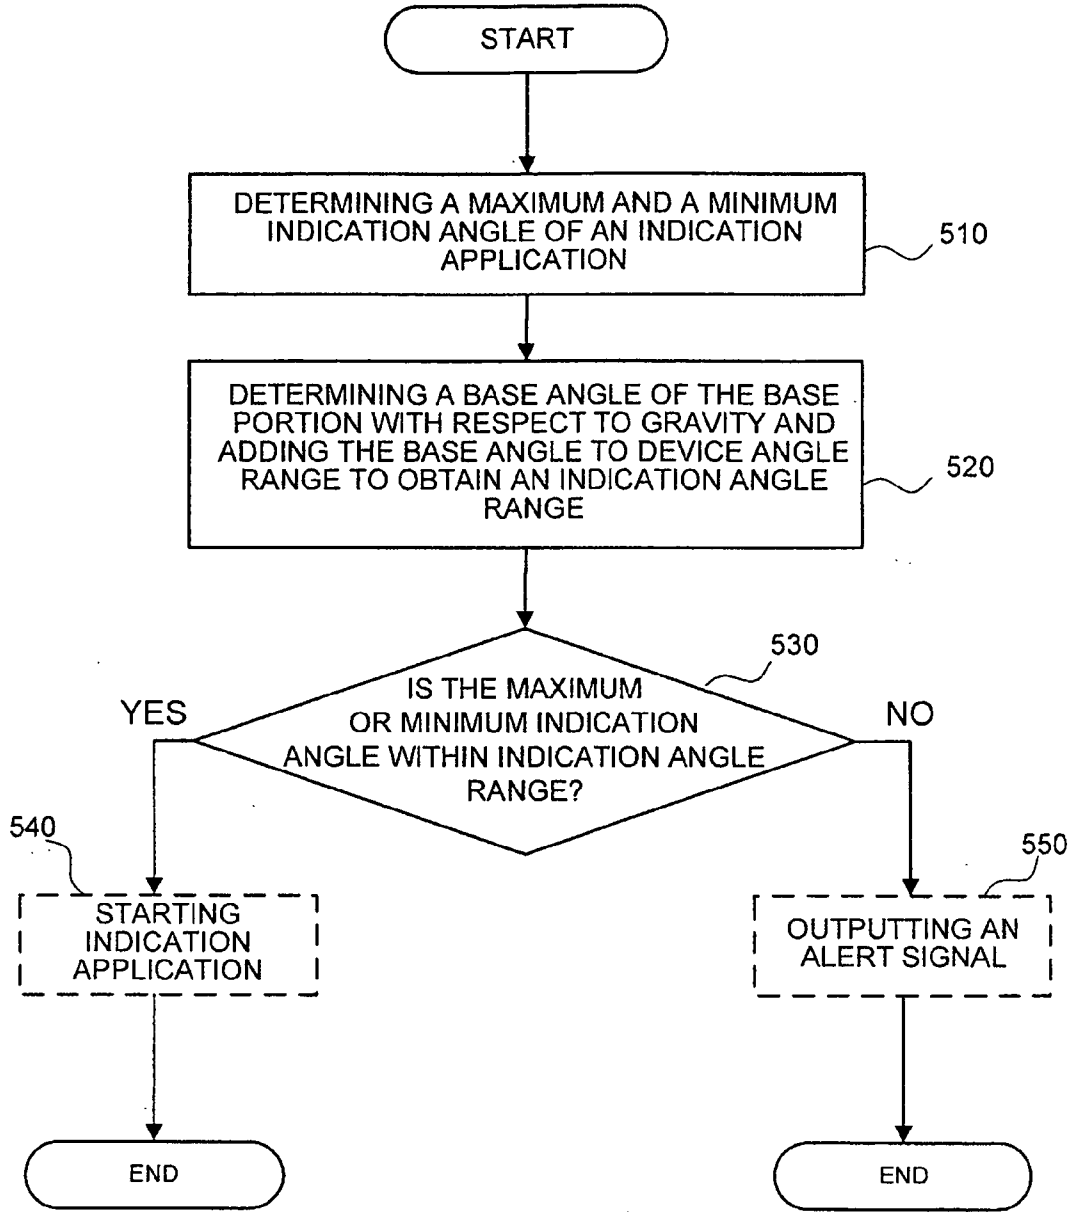 START
DETERMINING A MAXIMUM AND A MINIMUM
INDICATION ANGLE OF AN INDICATION
APPLICATION
510
DETERMINING A BASE ANGLE OF THE BASE
PORTION WITH RESPECT TO GRAVITY AND
ADDING THE BASE ANGLE TO DEVICE ANGLE
RANGE TO OBTAIN AN INDICATION ANGLE
RANGE
520
530
IS THE MAXIMUM
OR MINIMUM INDICATION
ANGLE WITHIN INDICATION ANGLE
RANGE?
YES
NO
540
STARTING
INDICATION
APPLICATION
550
OUTPUTTING AN
ALERT SIGNAL
END
END